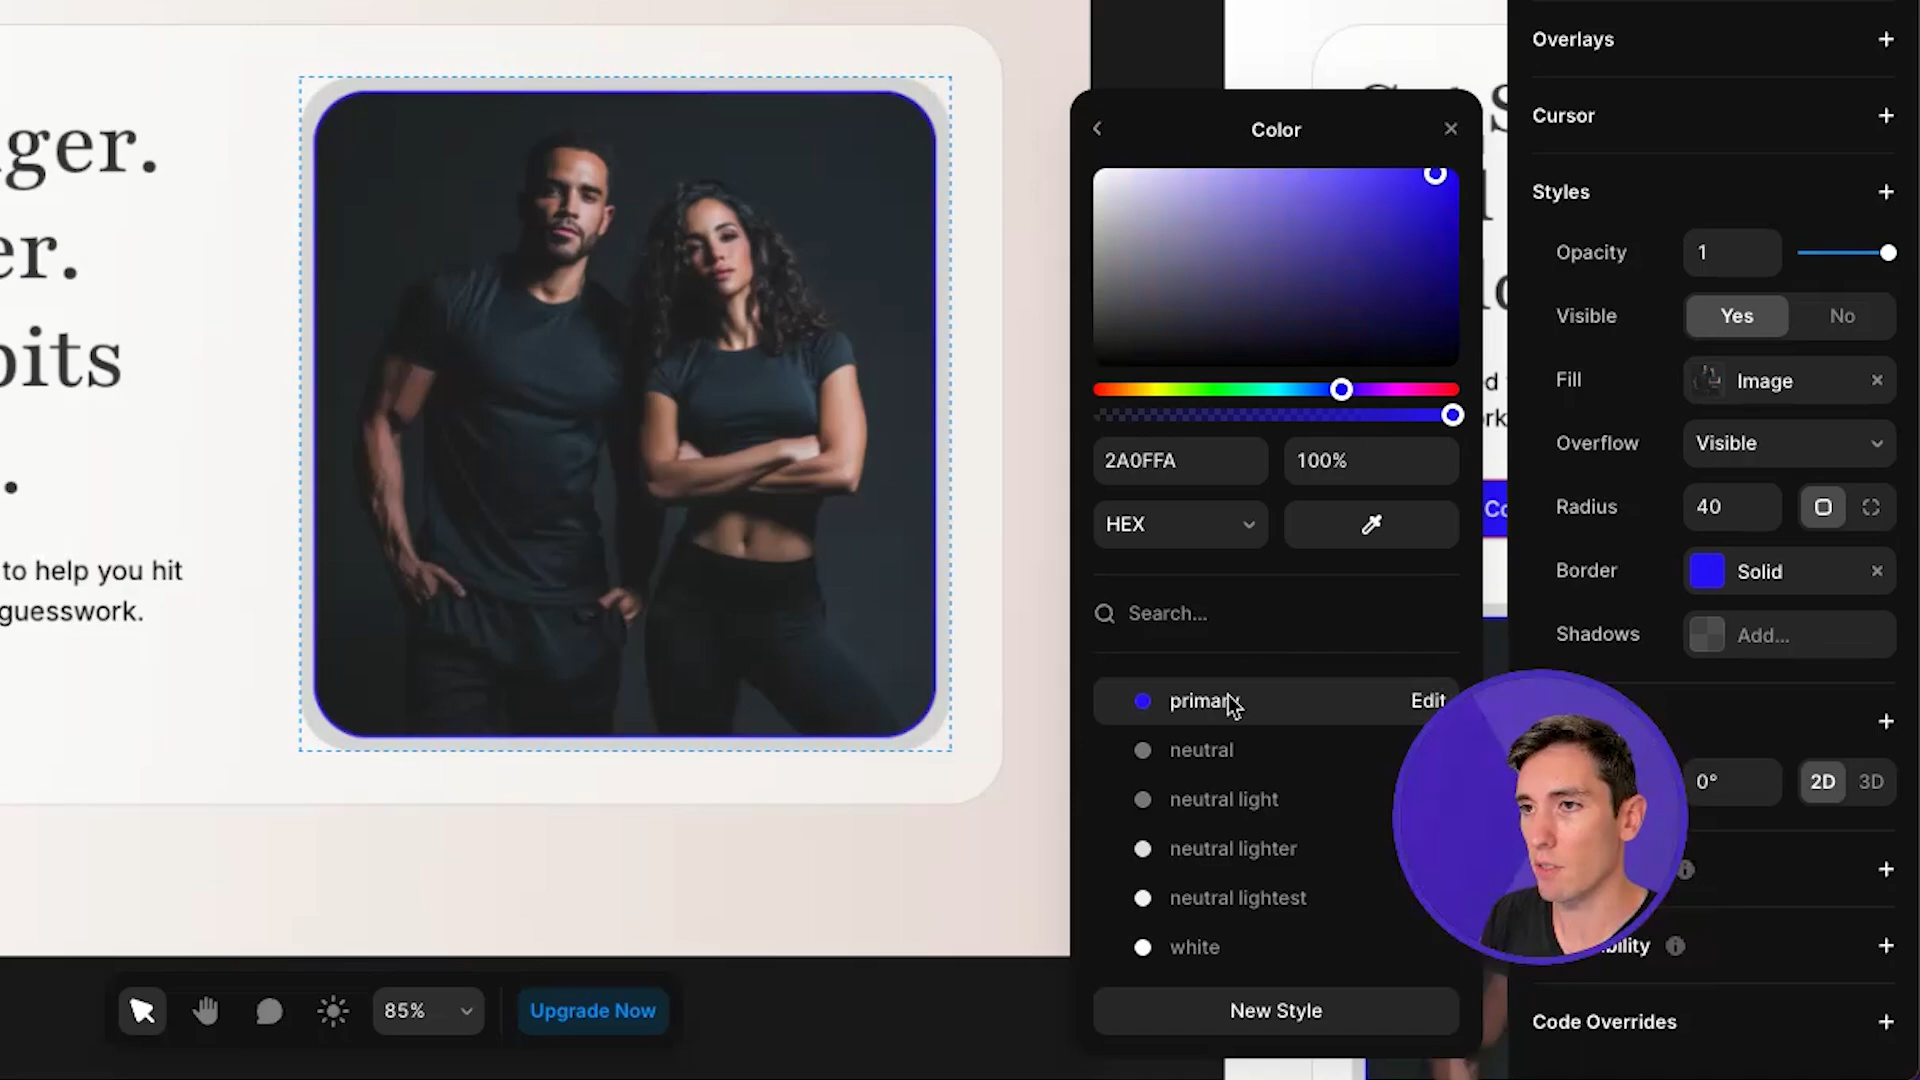 ger.
er.
bits
.
to help you hit
guesswork.
85%
Upgrade Now
Color
2A0FFA
100%
HEX
Search...
primary
Edit
neutral
neutral light
neutral lighter
neutral lightest
white
New Style
Overlays
Cursor
Styles
Opacity
1
Visible
Yes
No
Fill
Image
Overflow
Visible
Radius
40
Border
Solid
Shadows
Add...
0°
2D
3D
bility
Code Overrides